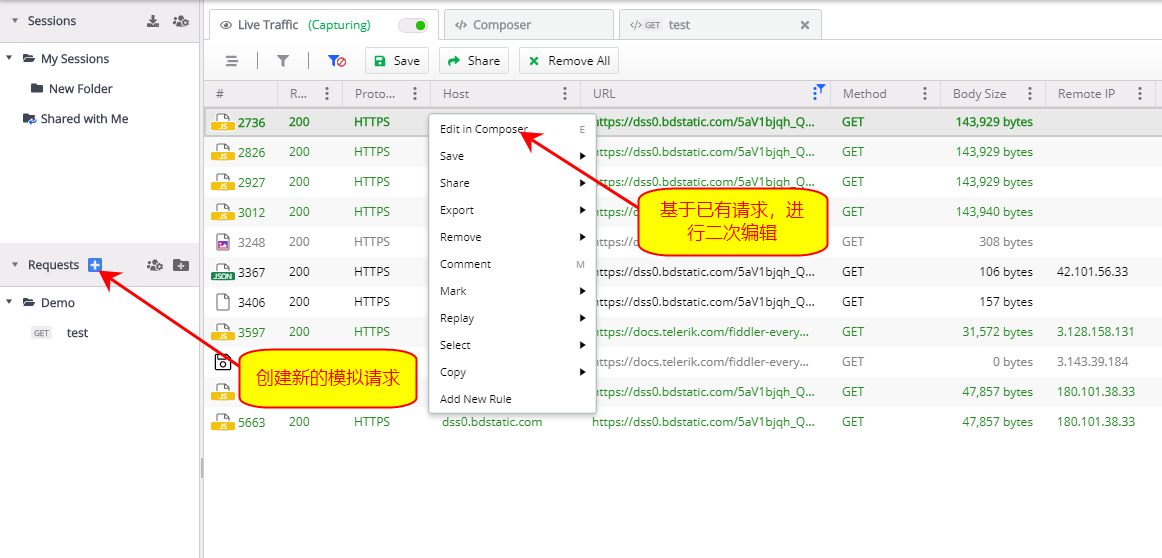 Sessions
My Sessions
New Folder
Shared with Me
Requests
Demo
GET test
Live Traffic (Capturing)
</> Composer
</> GET test
Save Share Remove All
# R... Proto... Host URL Method Body Size Remote IP
JS 2736 200 HTTPS https://dss0.bdstatic.com/5aV1bjqh_Q... GET 143,929 bytes
JS 2826 200 HTTPS https://dss0.bdstatic.com/5aV1bjqh_Q... GET 143,929 bytes
JS 2927 200 HTTPS https://dss0.bdstatic.com/5aV1bjqh_Q... GET 143,929 bytes
JS 3012 200 HTTPS https://d GET 143,940 bytes
3248 200 HTTPS https://d GET 308 bytes
JSON 3367 200 HTTPS https://dss0.bdstatic.com/5aV1bjqh_Q... GET 106 bytes 42.101.56.33
3406 200 HTTPS https://dss0.bdstatic.com/5aV1bjqh_Q... GET 157 bytes
JS 3597 200 HTTPS https://docs.telerik.com/fiddler-every... GET 31,572 bytes 3.128.158.131
https://docs.telerik.com/fiddler-every... GET 0 bytes 3.143.39.184
JS https://dss0.bdstatic.com/5aV1bjqh_Q... GET 47,857 bytes 180.101.38.33
JS 5663 200 HTTPS dss0.bdstatic.com https://dss0.bdstatic.com/5aV1bjqh_Q... GET 47,857 bytes 180.101.38.33
Edit in Composer E
Save
Share
Export
Remove
Comment M
Mark
Replay
Select
Copy
Add New Rule
基于已有请求，进
行二次编辑
创建新的模拟请求